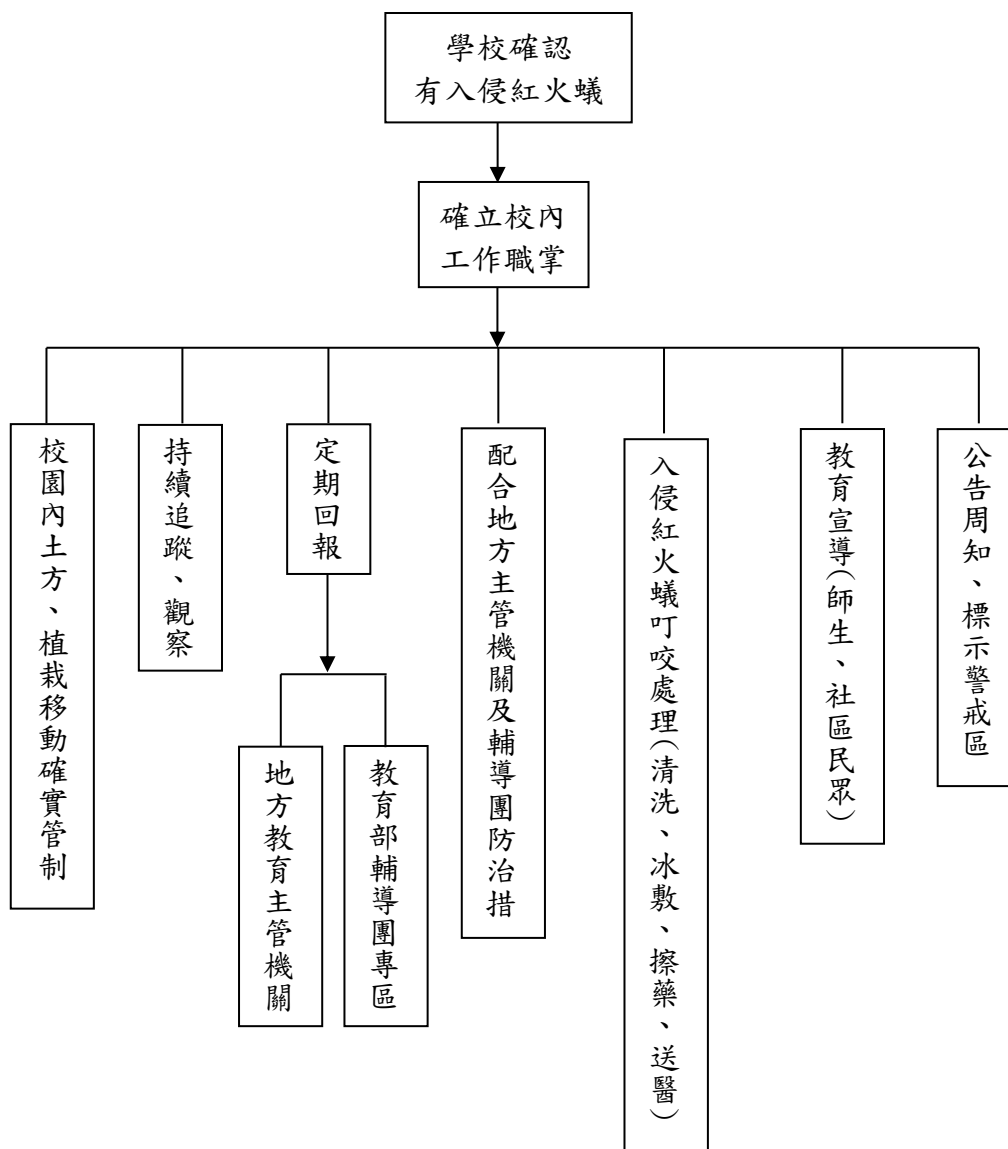 學校確認
有入侵紅火蟻
確立校內
工作職掌
校園內土方、植栽移動確實管制
持續追蹤、觀察
定期回報
地方教育主管機關
教育部輔導團專區
配合地方主管機關及輔導團防治措
入侵紅火蟻叮咬處理(清洗、冰敷、擦藥、送醫)
教育宣導(師生、社區民眾)
公告周知、標示警戒區